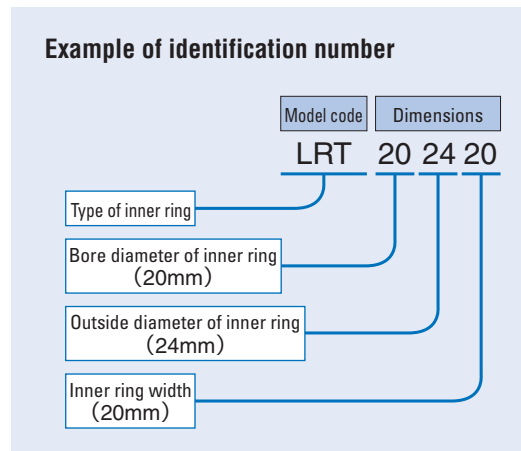 Example of identification number
Model code Dimensions
LRT 20 24 20
Type of inner ring
Bore diameter of inner ring
（20mm）
Outside diameter of inner ring
（24mm）
Inner ring width
（20mm）